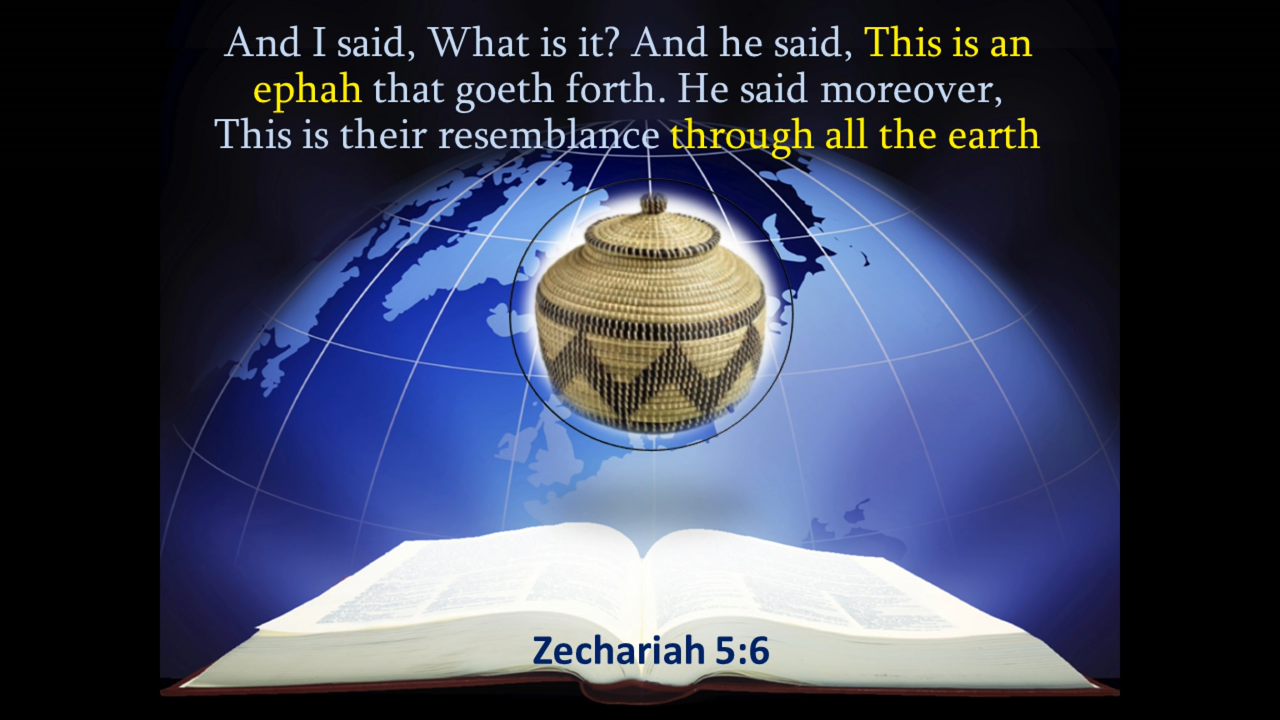 And I said, What is it? And he said, This is an
ephah that goeth forth. He said moreover,
This is their resemblance through all the earth
Zechariah 5:6